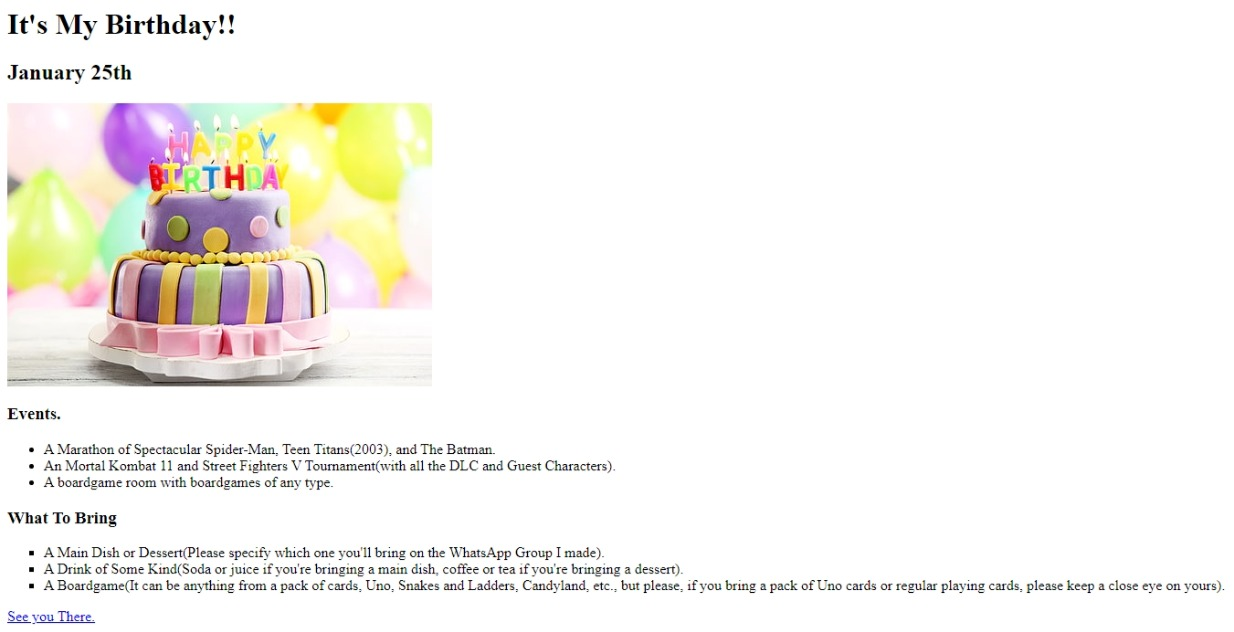 It's My Birthday!!
January 25th
HAPPY
BIRTHDAY
Events.
A Marathon of Spectacular Spider-Man, Teen Titans(2003), and The Batman.
An Mortal Kombat 11 and Street Fighters V Tournament(with all the DLC and Guest Characters).
A boardgame room with boardgames of any type.
What To Bring
A Main Dish or Dessert(Please specify which one you'll bring on the WhatsApp Group I made).
A Drink of Some Kind(Soda or juice if you're bringing a main dish, coffee or tea if you're bringing a dessert).
A Boardgame(It can be anything from a pack of cards, Uno, Snakes and Ladders, Candyland, etc., but please, if you bring a pack of Uno cards or regular playing cards, please keep a close eye on yours).
See you There.